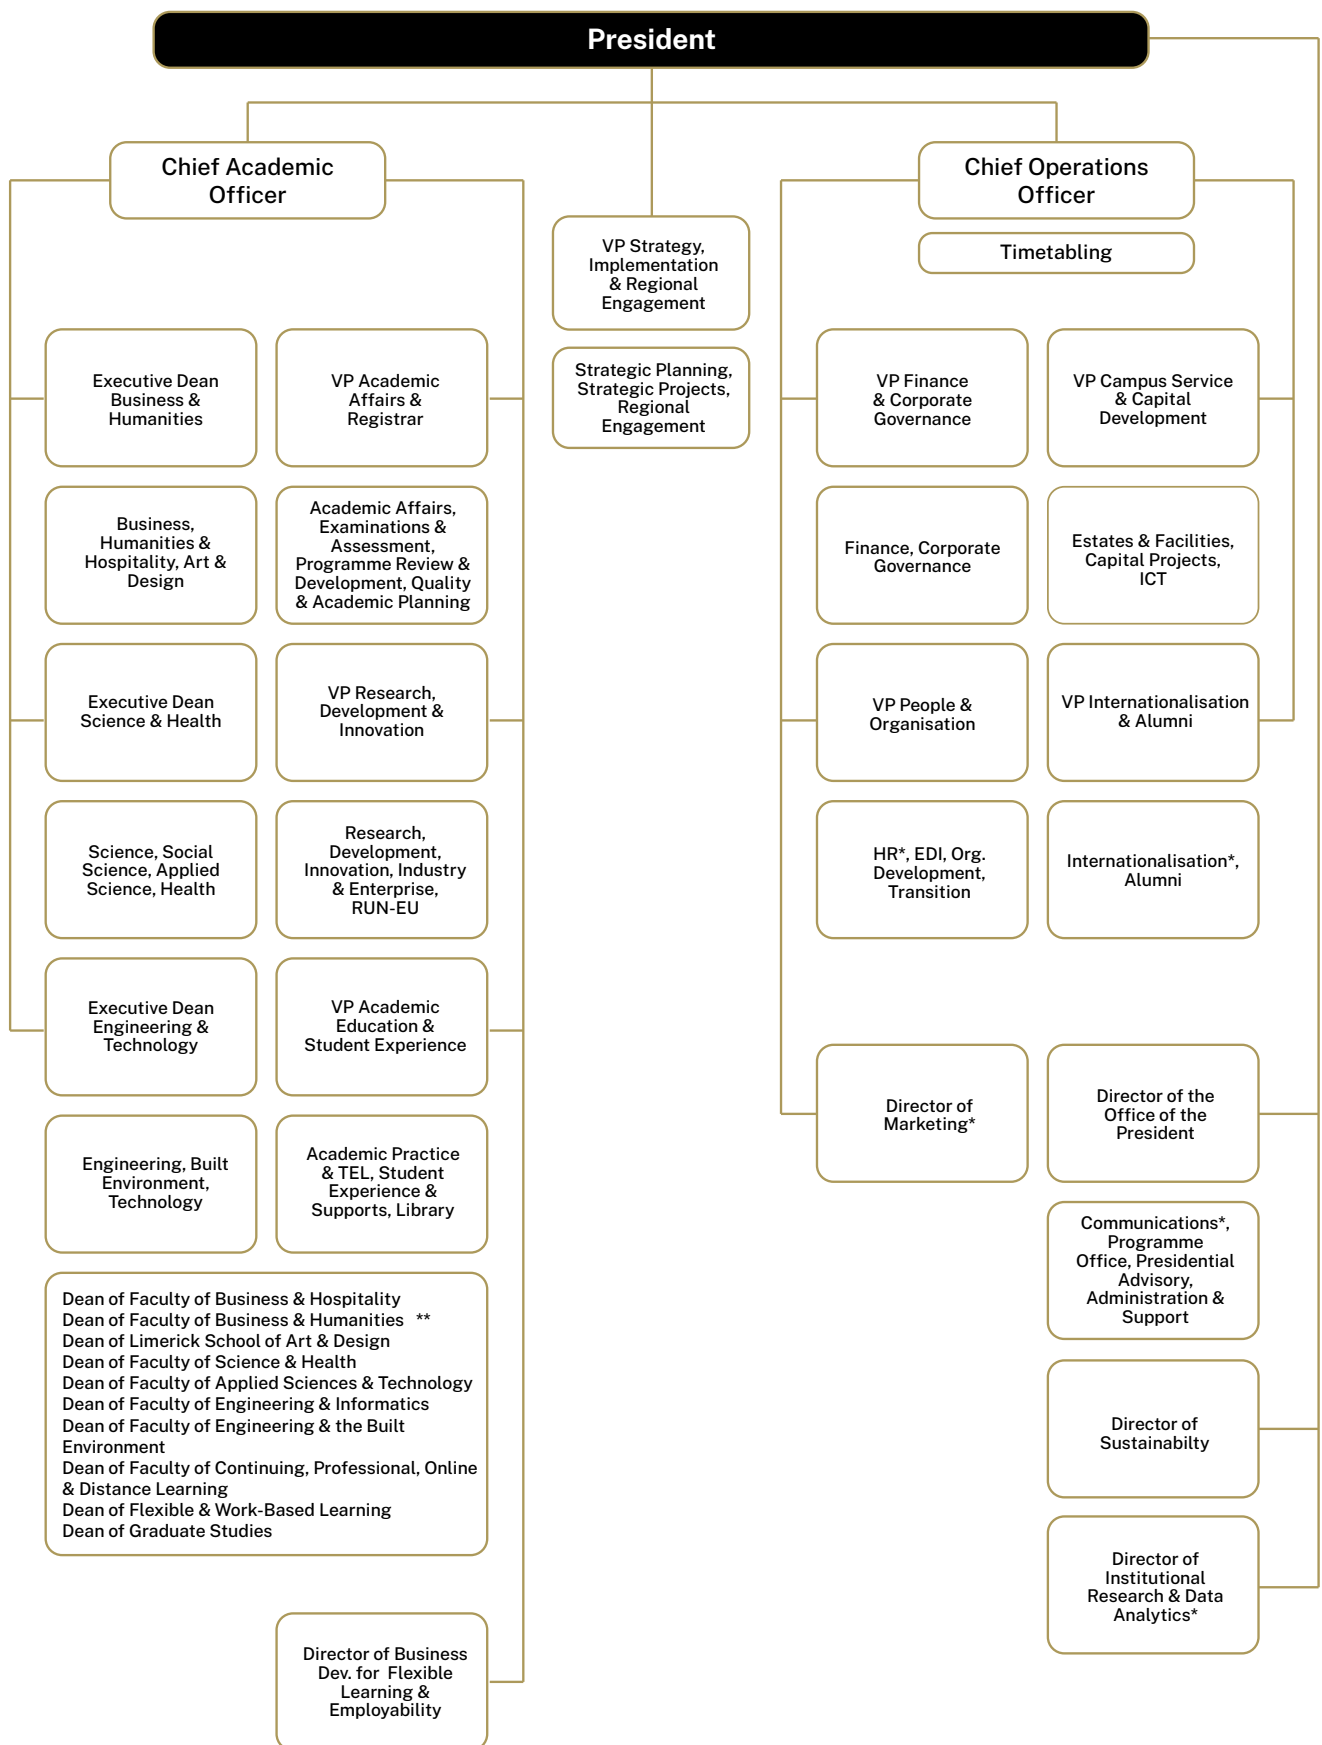 President
Chief Academic
Officer
Chief Operations
Officer
Timetabling
VP Strategy,
Implementation
& Regional
Engagement
Strategic Planning,
Strategic Projects,
Regional
Engagement
Executive Dean
Business &
Humanities
VP Academic
Affairs &
Registrar
VP Finance
& Corporate
Governance
VP Campus Service
& Capital
Development
Business,
Humanities &
Hospitality, Art &
Design
Academic Affairs,
Examinations &
Assessment,
Programme Review &
Development, Quality
& Academic Planning
Finance, Corporate
Governance
Estates & Facilities,
Capital Projects,
ICT
Executive Dean
Science & Health
VP Research,
Development &
Innovation
VP People &
Organisation
VP Internationalisation
& Alumni
Science, Social
Science, Applied
Science, Health
Research,
Development,
Innovation, Industry
& Enterprise,
RUN-EU
HR*, EDI, Org.
Development,
Transition
Internationalisation*,
Alumni
Executive Dean
Engineering &
Technology
VP Academic
Education &
Student Experience
Director of
Marketing*
Director of the
Office of the
President
Engineering, Built
Environment,
Technology
Academic Practice
& TEL, Student
Experience &
Supports, Library
Communications*,
Programme
Office, Presidential
Advisory,
Administration &
Support
Dean of Faculty of Business & Hospitality
Dean of Faculty of Business & Humanities **
Dean of Limerick School of Art & Design
Dean of Faculty of Science & Health
Dean of Faculty of Applied Sciences & Technology
Dean of Faculty of Engineering & Informatics
Dean of Faculty of Engineering & the Built
Environment
Dean of Faculty of Continuing, Professional, Online
& Distance Learning
Dean of Flexible & Work-Based Learning
Dean of Graduate Studies
Director of
Sustainabilty
Director of
Institutional
Research & Data
Analytics*
Director of Business
Dev. for Flexible
Learning &
Employability